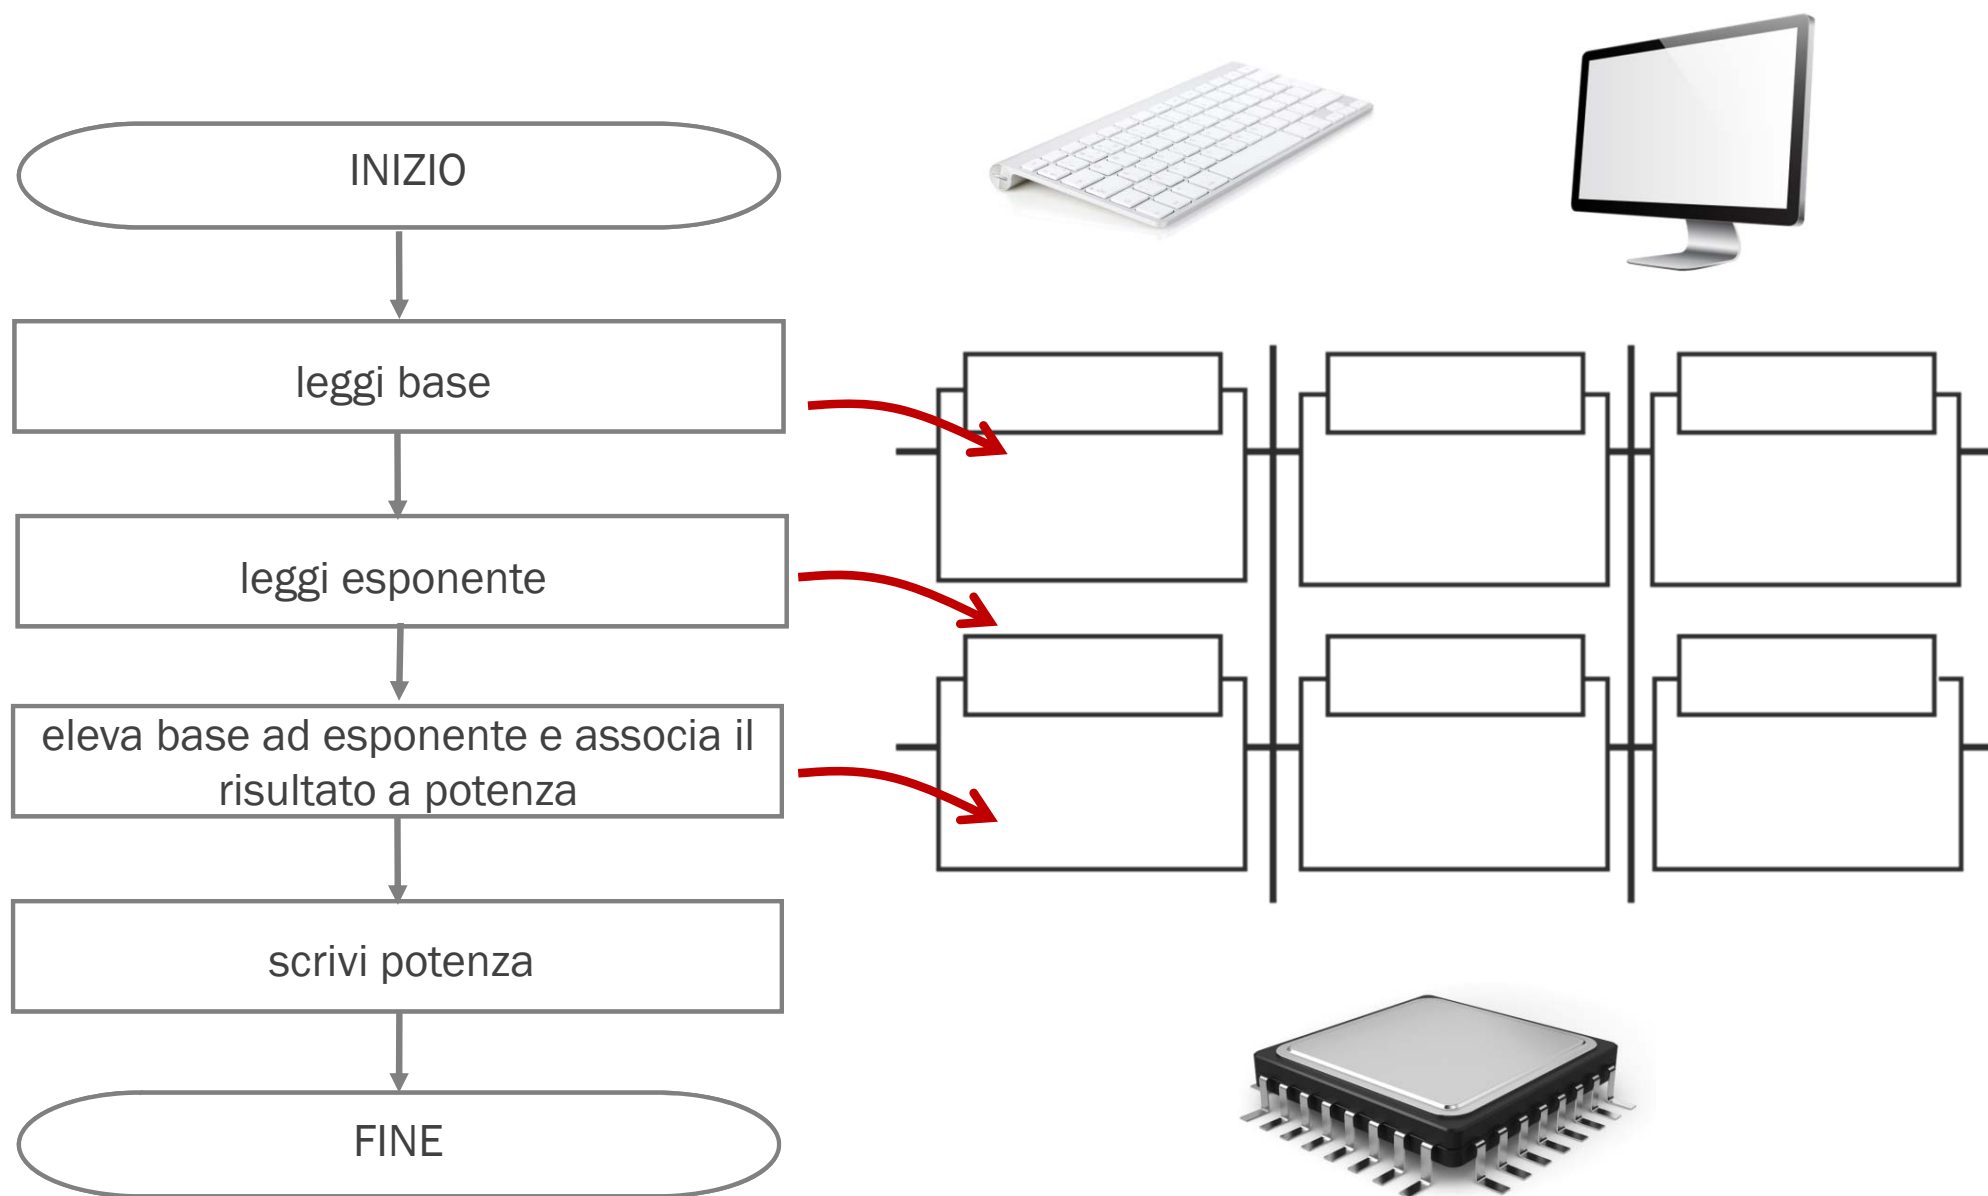 INIZIO
leggi base
leggi esponente
eleva base ad esponente e associa il
risultato a potenza
scrivi potenza
FINE